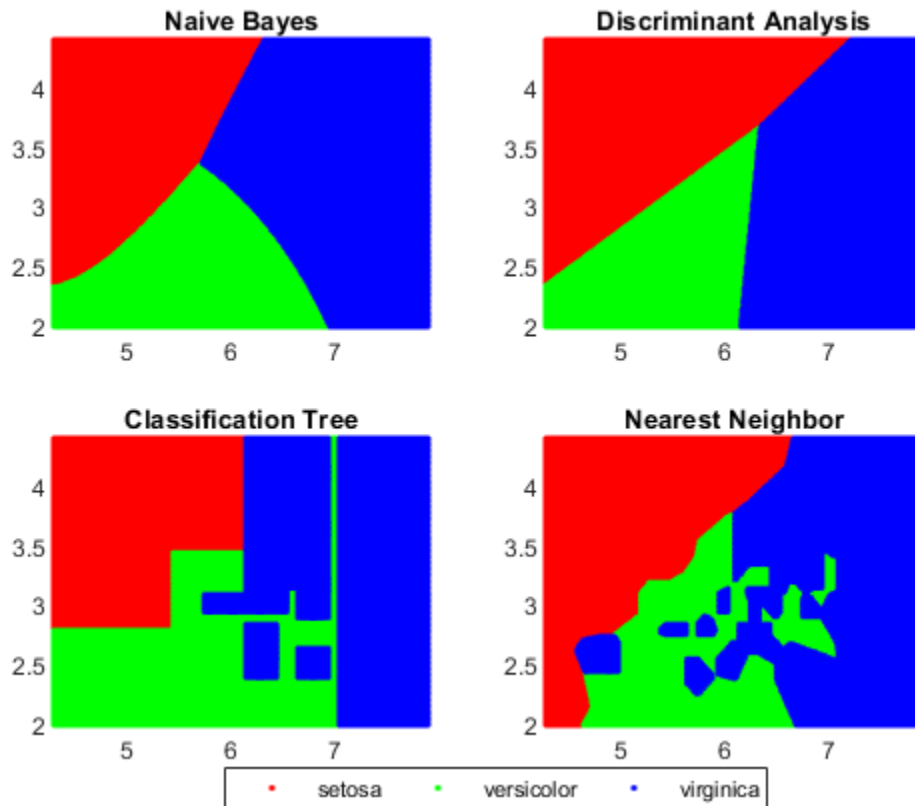 Naive Bayes
4
3.5
3
2.5
2
5 6 7
Discriminant Analysis
4
3.5
3
2.5
2
5 6 7
Classification Tree
4
3.5
3
2.5
2
5 6 7
Nearest Neighbor
4
3.5
3
2.5
2
5 6 7
setosa versicolor virginica